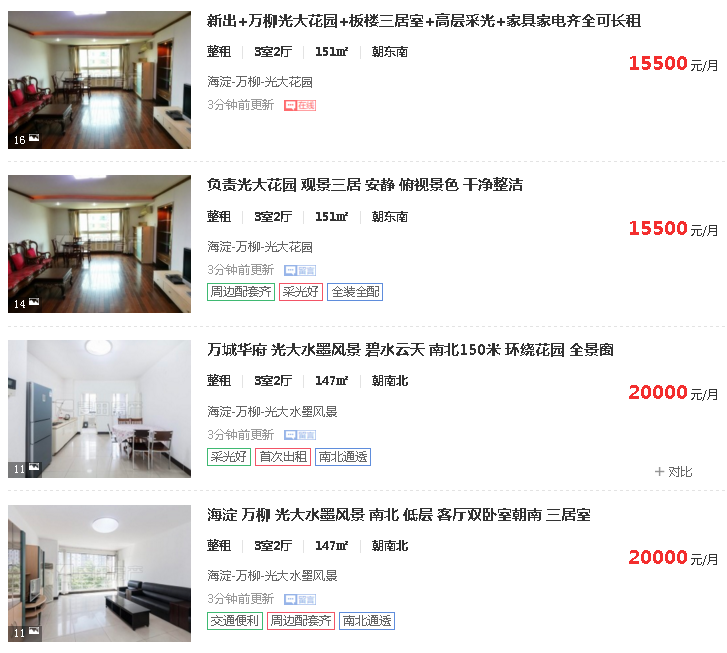 新出+万柳光大花园+板楼三居室+高层采光+家具家电齐全可长租
整租 3室2厅 151㎡ 朝东南
15500元/月
海淀-万柳-光大花园
3分钟前更新 在线
16
负责光大花园 观景三居 安静 俯视景色 干净整洁
整租 3室2厅 151㎡ 朝东南
15500元/月
海淀-万柳-光大花园
3分钟前更新 留言
周边配套齐 采光好 全装全配
14
万城华府 光大水墨风景 碧水云天 南北150米 环绕花园 全景窗
整租 3室2厅 147㎡ 朝南北
20000元/月
海淀-万柳-光大水墨风景
3分钟前更新 留言
采光好 首次出租 南北通透
11
+ 对比
海淀 万柳 光大水墨风景 南北 低层 客厅双卧室朝南 三居室
整租 3室2厅 147㎡ 朝南北
20000元/月
海淀-万柳-光大水墨风景
3分钟前更新 留言
交通便利 周边配套齐 南北通透
11